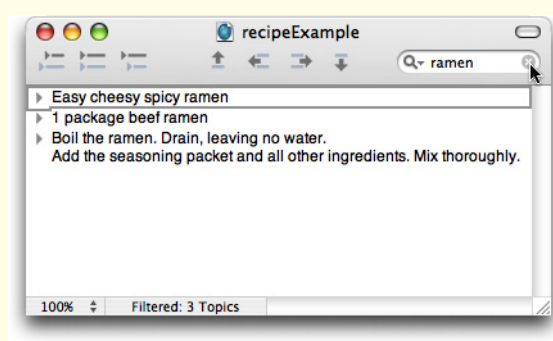 recipeExample
ramen
Easy cheesy spicy ramen
1 package beef ramen
Boil the ramen. Drain, leaving no water.
Add the seasoning packet and all other ingredients. Mix thoroughly.
100% Filtered: 3 Topics